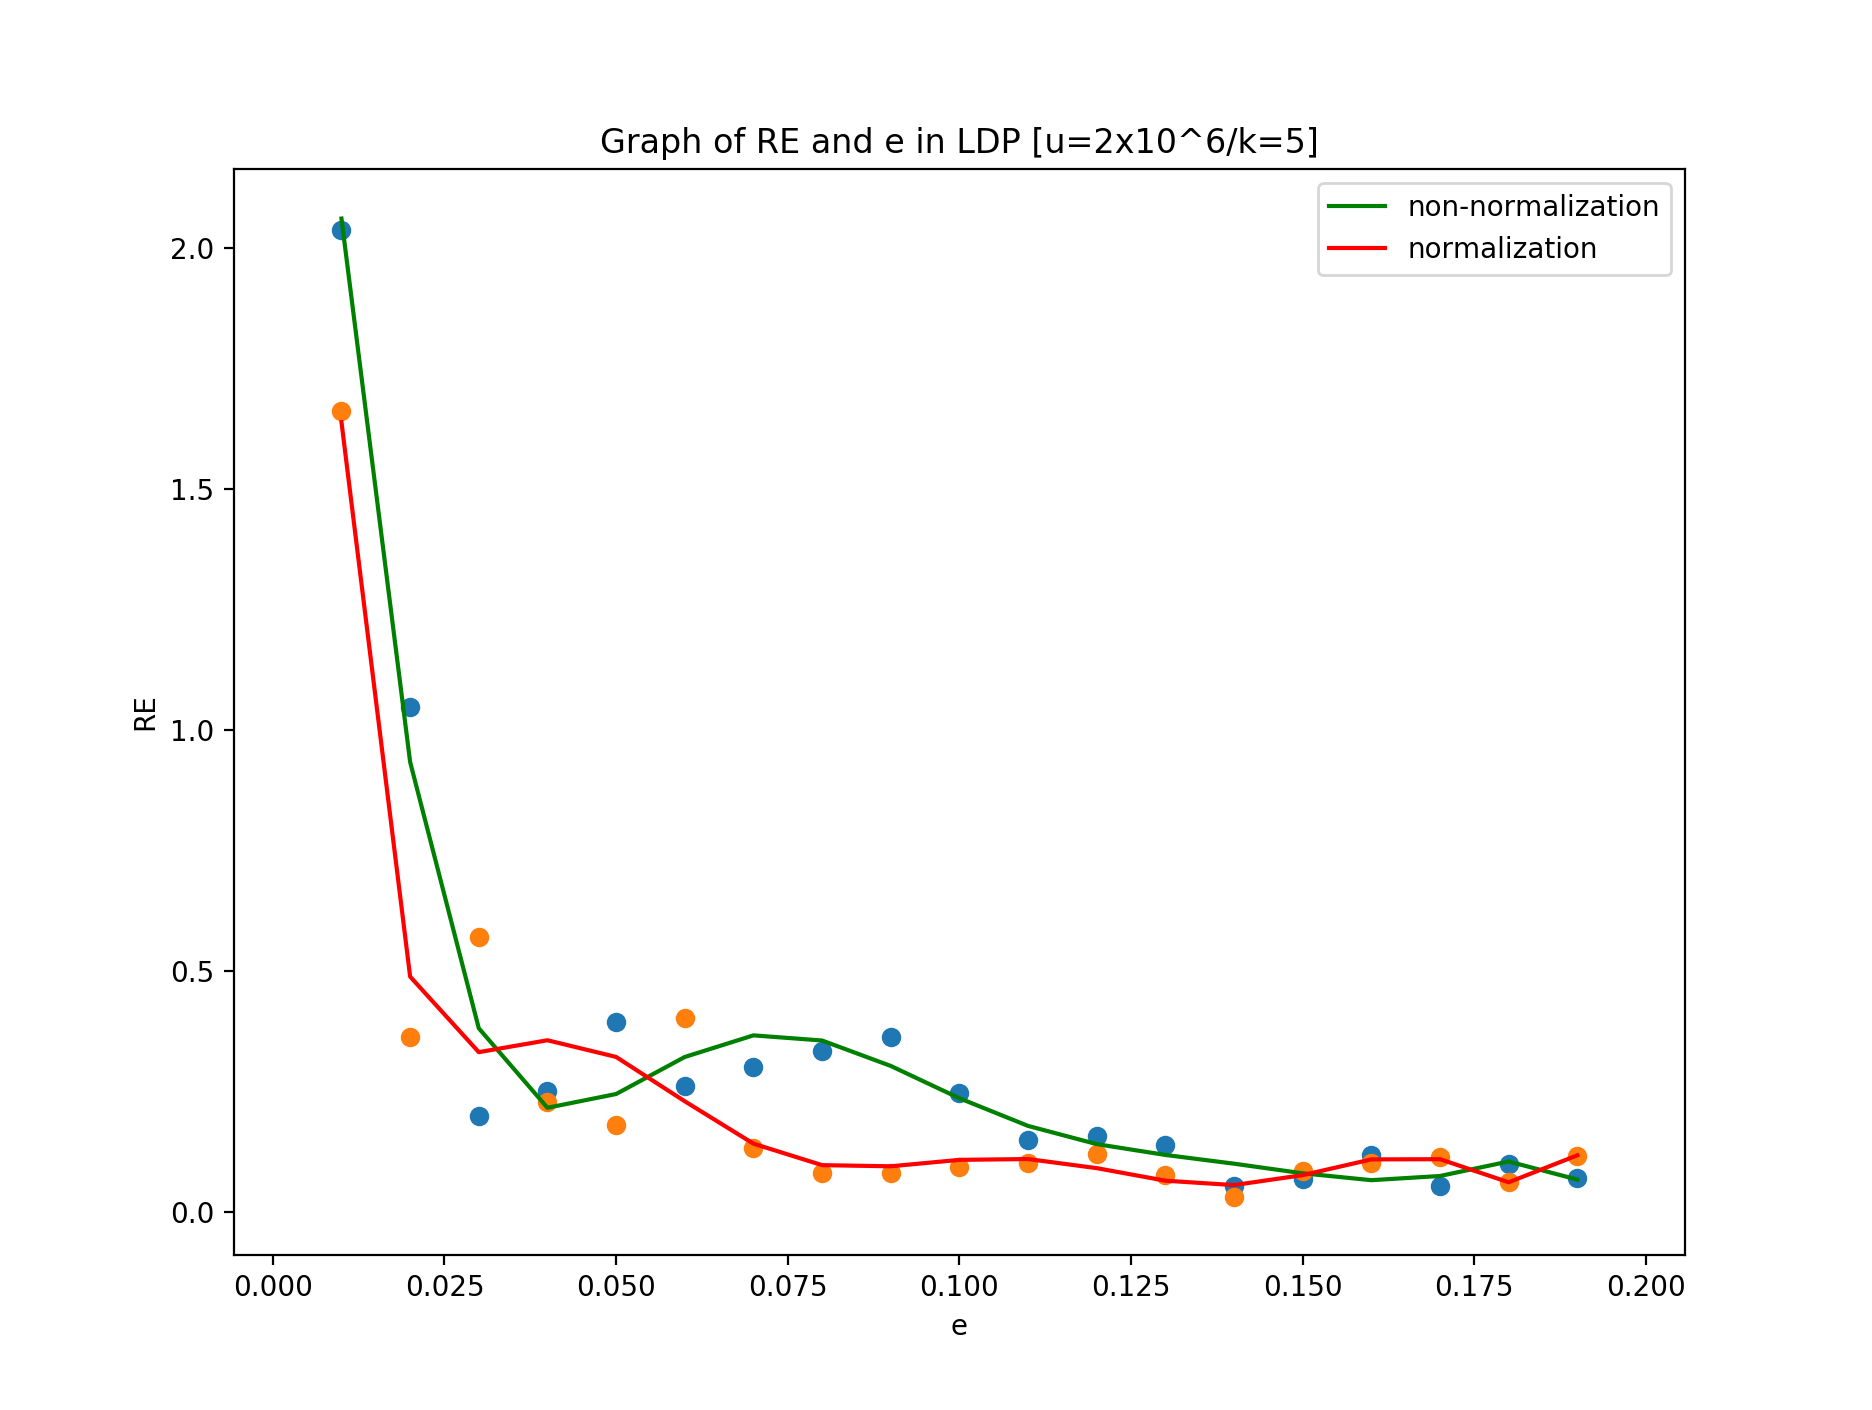 Graph of RE and e in LDP [u=2x10^6/k=5]
non-normalization
normalization
2.0
1.5
1.0
0.5
0.0
RE
0.000 0.025 0.050 0.075 0.100 0.125 0.150 0.175 0.200
e